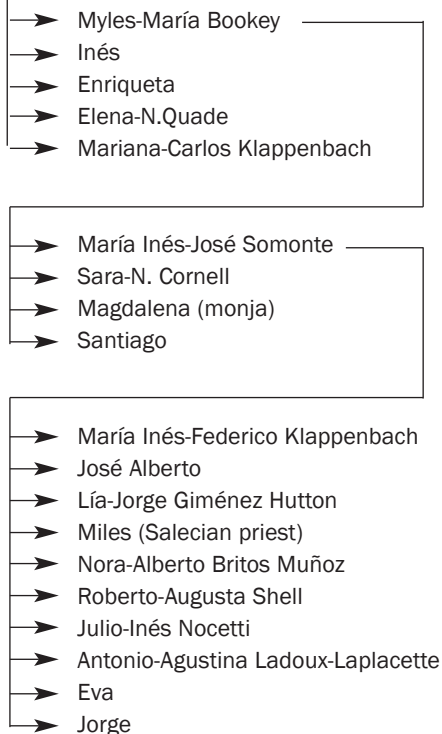 Myles-María Bookey
Inés
Enriqueta
Elena-N.Quade
Mariana-Carlos Klappenbach
María Inés-José Somonte
Sara-N. Cornell
Magdalena (monja)
Santiago
María Inés-Federico Klappenbach
José Alberto
Lía-Jorge Giménez Hutton
Miles (Salecian priest)
Nora-Alberto Britos Muñoz
Roberto-Augusta Shell
Julio-Inés Nocetti
Antonio-Agustina Ladoux-Laplacette
Eva
Jorge